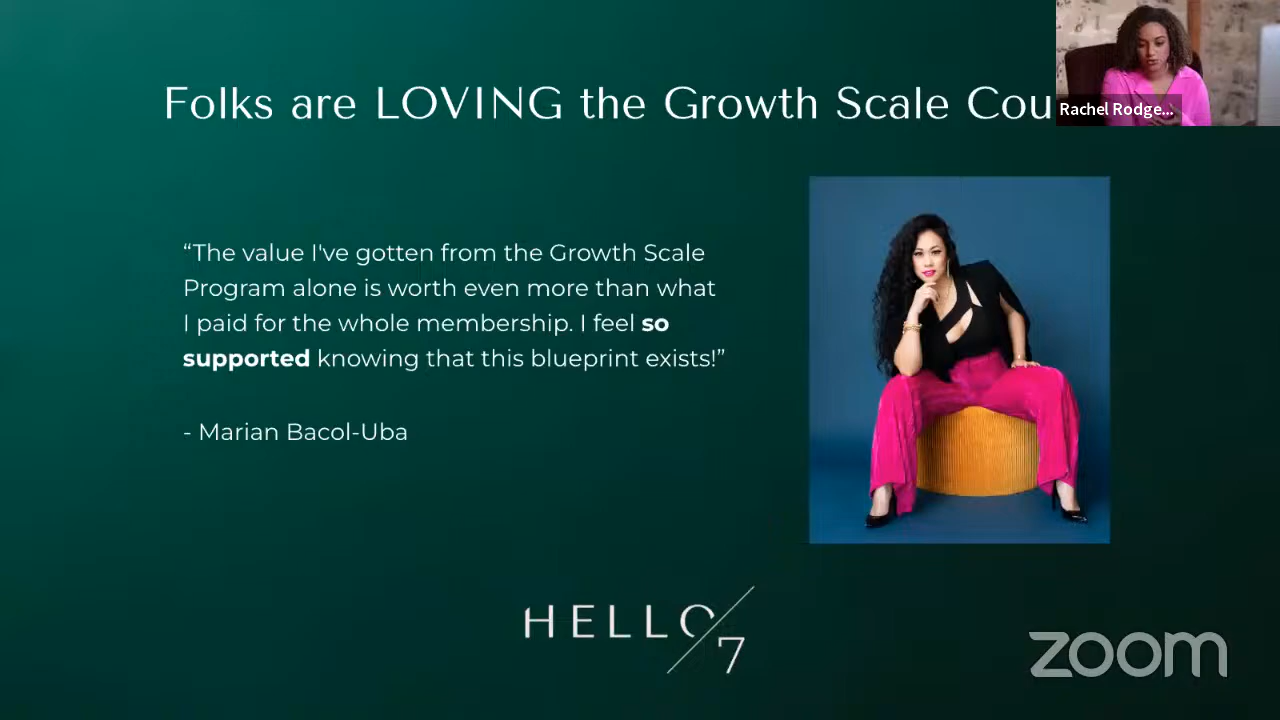 Folks are LOVING the Growth Scale Cou
Rachel Rodge...
“The value I've gotten from the Growth Scale
Program alone is worth even more than what
I paid for the whole membership. I feel so
supported knowing that this blueprint exists!”
- Marian Bacol-Uba
HELLO
7
zoom